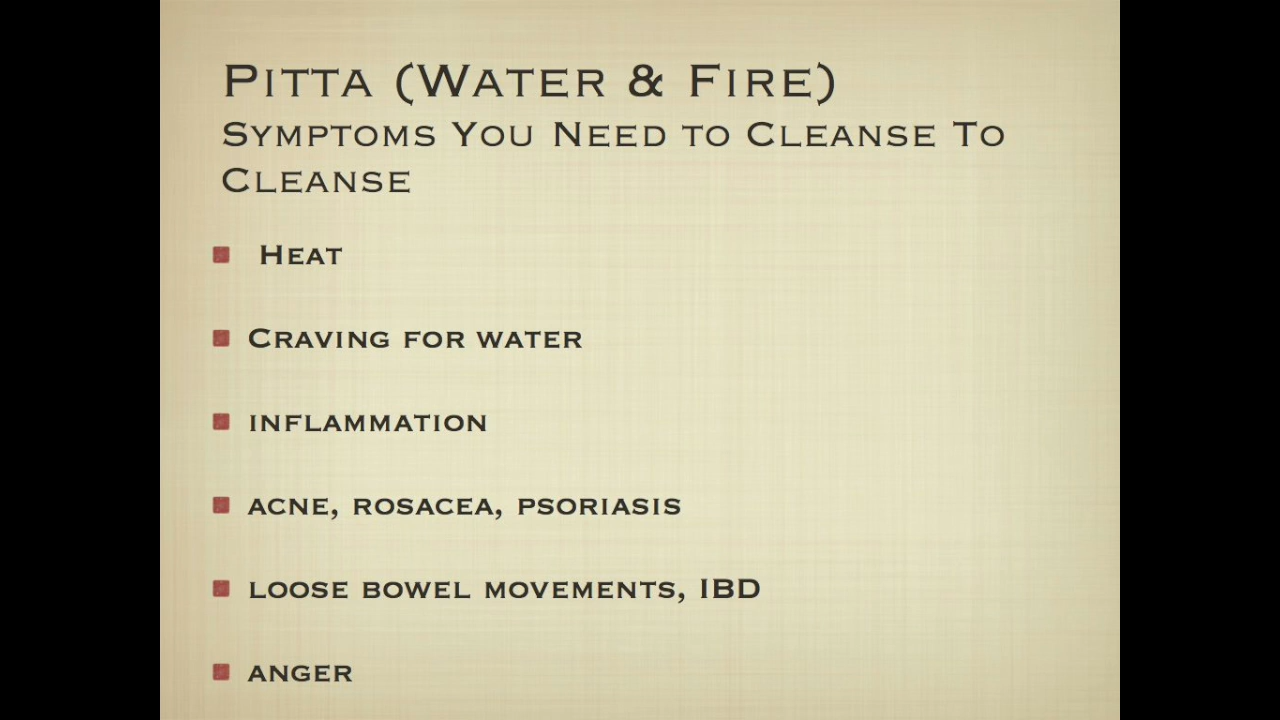 Pitta (Water & Fire)
Symptoms You Need to Cleanse To
Cleanse
Heat
Craving for water
inflammation
acne, rosacea, psoriasis
loose bowel movements, IBD
anger